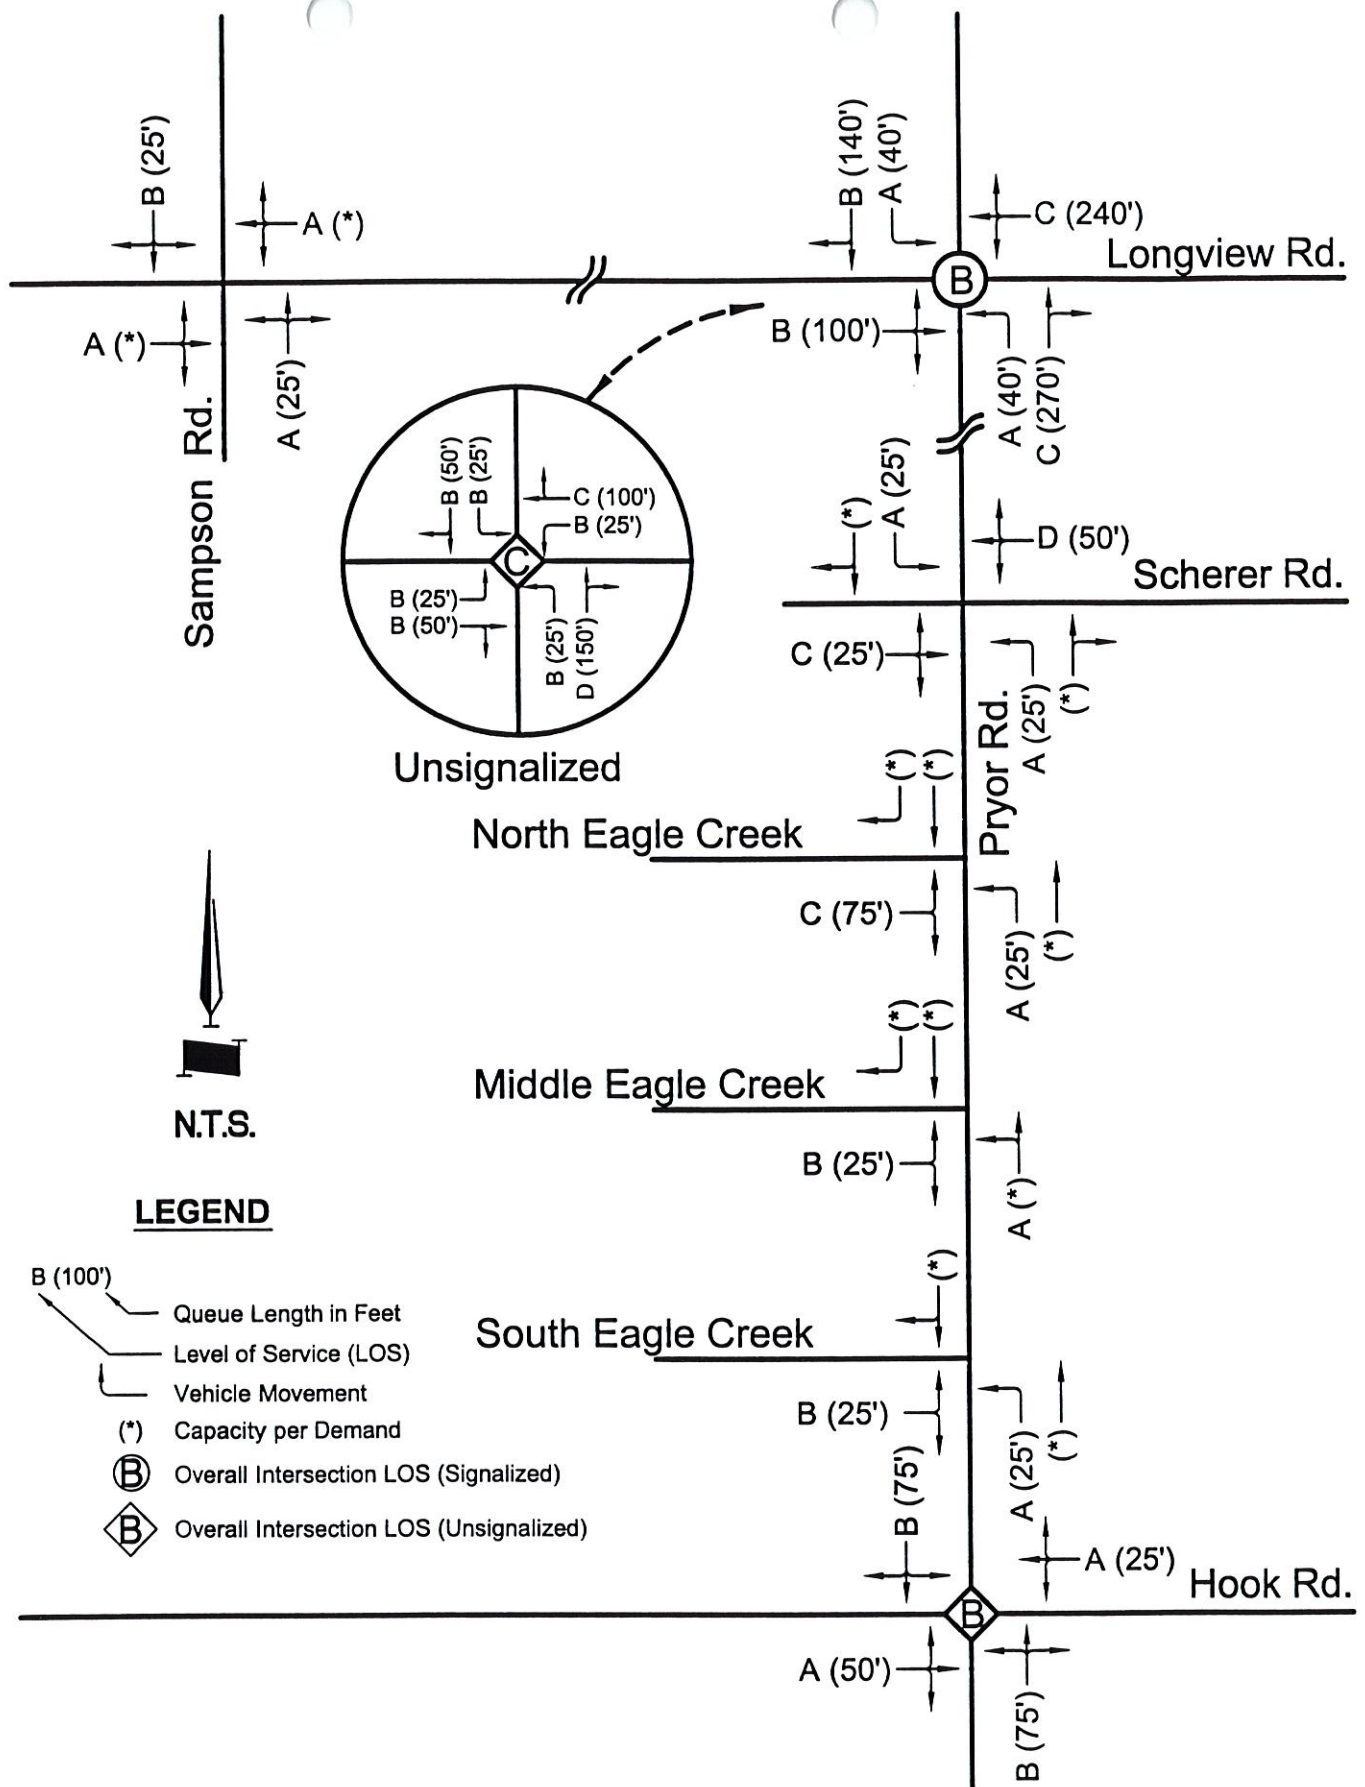 B (25')
A (*)
A (*)
A (25')
Sampson Rd.
B (140')
A (40')
C (240')
Longview Rd.
B
B (100')
A (40')
C (270')
B (50')
B (25')
C (100')
B (25')
C
B (25')
B (50')
B (25')
D (150')
Unsignalized
(*)
A (25')
D (50')
Scherer Rd.
C (25')
A (25')
(*)
Pryor Rd.
(*)
(*)
North Eagle Creek
C (75')
A (25')
(*)
(*)
(*)
Middle Eagle Creek
B (25')
A (*)
(*)
South Eagle Creek
B (25')
A (25')
(*)
B (75')
A (25')
Hook Rd.
B
A (50')
B (75')
N.T.S.
LEGEND
B (100')
Queue Length in Feet
Level of Service (LOS)
Vehicle Movement
(*) Capacity per Demand
B Overall Intersection LOS (Signalized)
B Overall Intersection LOS (Unsignalized)